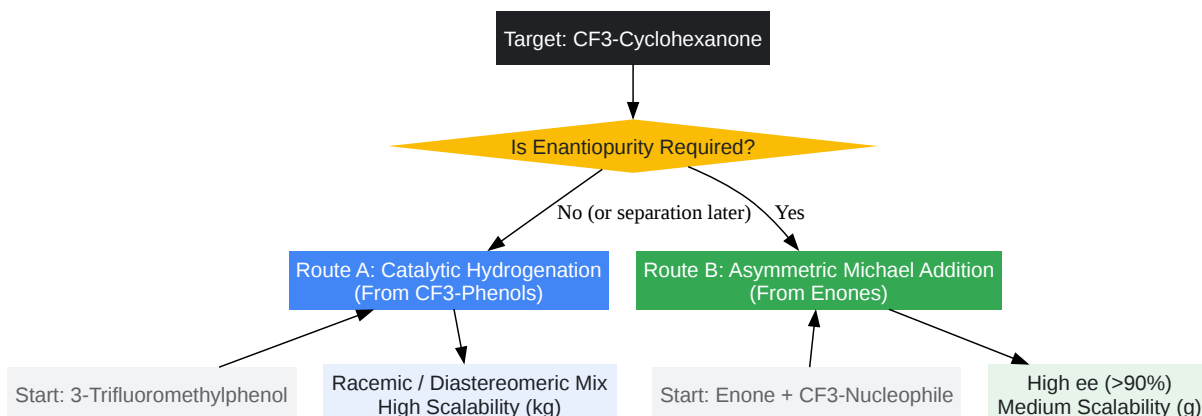 Target: CF3-Cyclohexanone
Is Enantiopurity Required?
No (or separation later)
Yes
Route A: Catalytic Hydrogenation
(From CF3-Phenols)
Route B: Asymmetric Michael Addition
(From Enones)
Start: 3-Trifluoromethylphenol
Racemic / Diastereomeric Mix
High Scalability (kg)
Start: Enone + CF3-Nucleophile
High ee (>90%)
Medium Scalability (g)